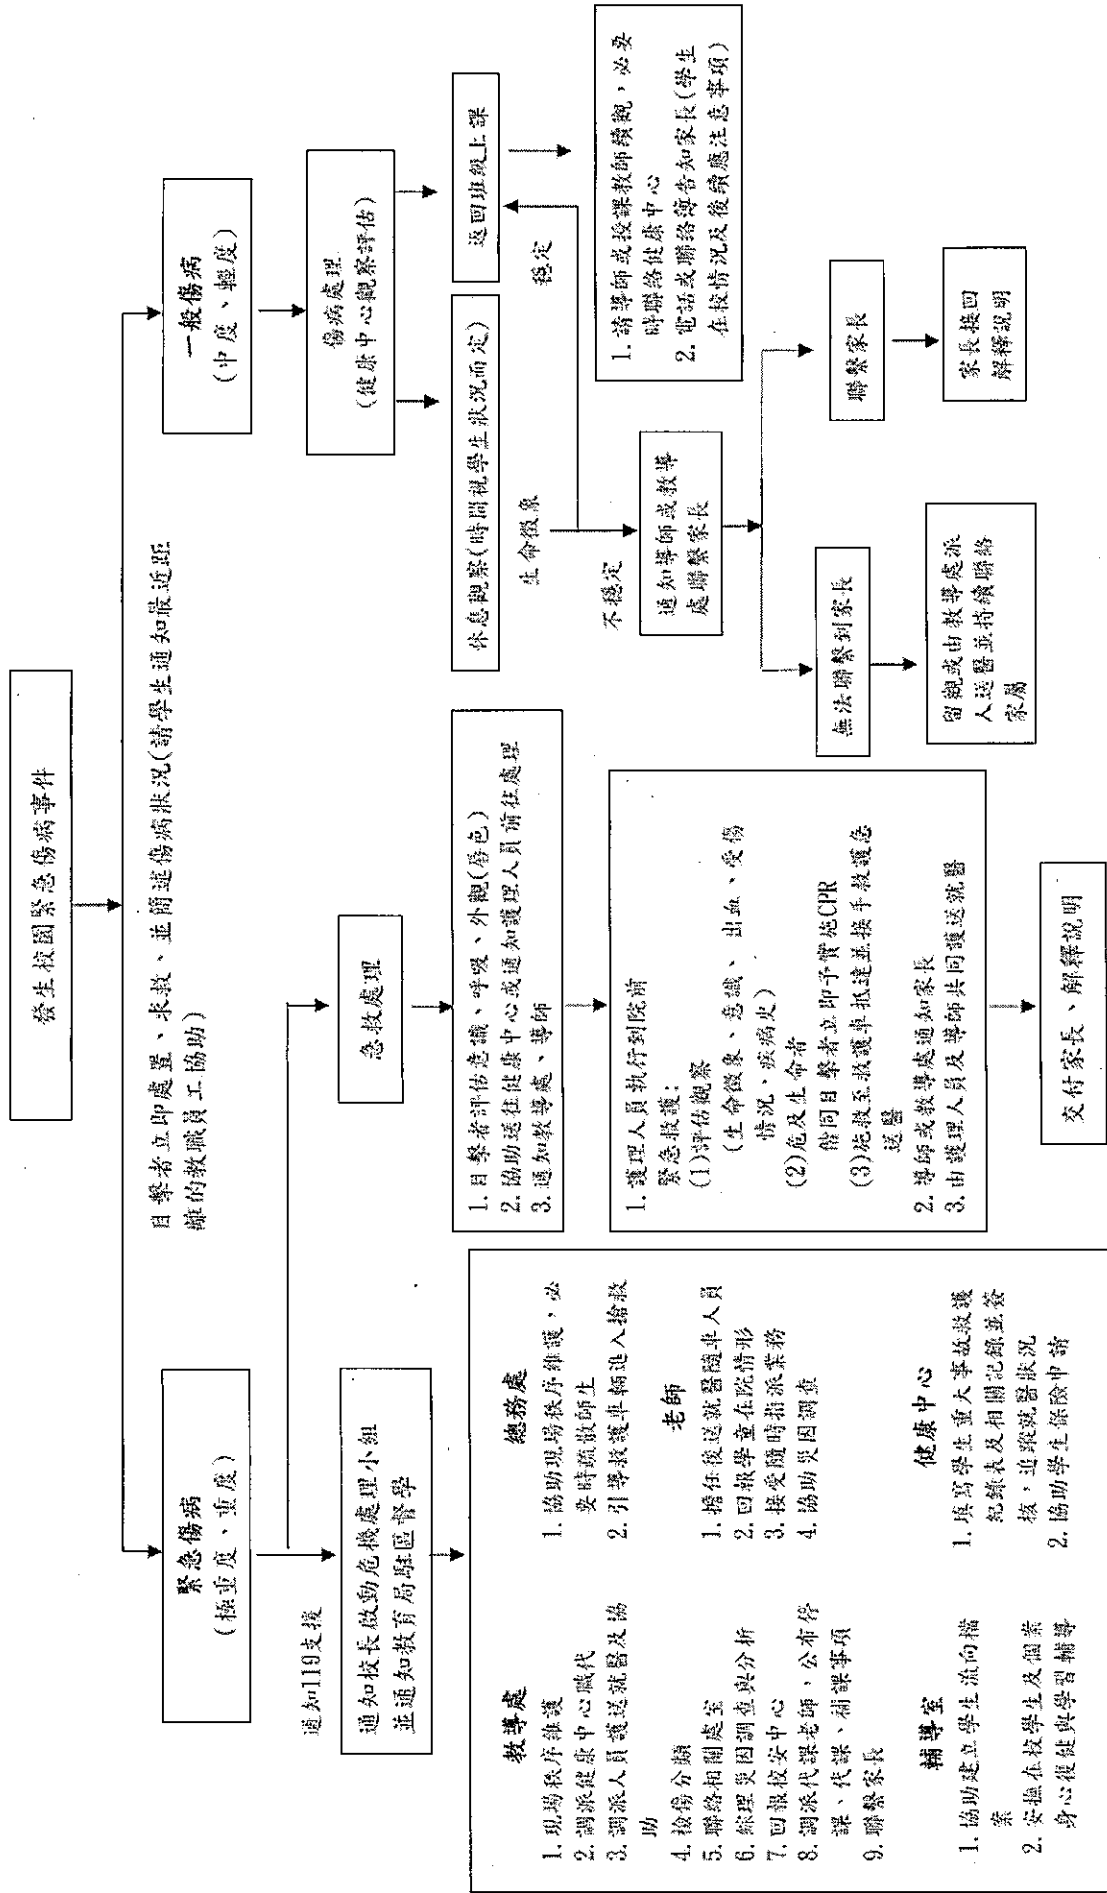 發生校園緊急傷病事件
目擊者立即處置、求救、並簡述傷病狀況(請學生通知最近距
離的教職員工協助)
緊急傷病
(極重度、重度)
通知119支援
通知校長啟動危機處理小組
並通知教育局駐區督學
教導處
1. 現場秩序維護
2. 調派健康中心職代
3. 調派人員護送就醫及協
助
4. 檢傷分類
5. 聯絡相關處室
6. 綜理災因調查與分析
7. 回報校安中心
8. 調派代課老師，公布停
課、代課、補課事項
9. 聯繫家長
總務處
1. 協助現場秩序維護，必
要時疏散師生
2. 引導救護車輛進入搶救
老師
1. 擔任後送就醫隨車人員
2. 回報學童在院情形
3. 接受隨時指派業務
4. 協助災因調查
輔導室
1. 協助建立學生流向檔
案
2. 安撫在校學生及個案
身心復健與學習輔導
健康中心
1. 填寫學生重大事故救護
紀錄表及相關記錄並簽
核，追蹤就醫狀況
2. 協助學生保險申請
急救處理
1. 目擊者評估意識、呼吸、外觀(唇色)
2. 協助送往健康中心或通知護理人員前往處理
3. 通知教導處、導師
1. 護理人員執行到院前
緊急救護：
(1)評估觀察
(生命徵象、意識、出血、受傷
情況、疾病史)
(2)危及生命者
偕同目擊者立即予實施CPR
(3)施救至救護車抵達並接手救護急
送醫
2. 導師或教導處通知家長
3. 由護理人員及導師共同護送就醫
交付家長、解釋說明
一般傷病
(中度、輕度)
傷病處理
(健康中心觀察評估)
休息觀察(時間視學生狀況而定)
返回班級上課
生命徵象
穩定
不穩定
1. 請導師或授課教師續觀，必要
時聯絡健康中心
2. 電話或聯絡簿告知家長(學生
在校情況及後續應注意事項)
通知導師或教導
處聯繫家長
無法聯繫到家長
聯繫家長
留觀或由教導處派
人送醫並持續聯絡
家屬
家長接回
解釋說明